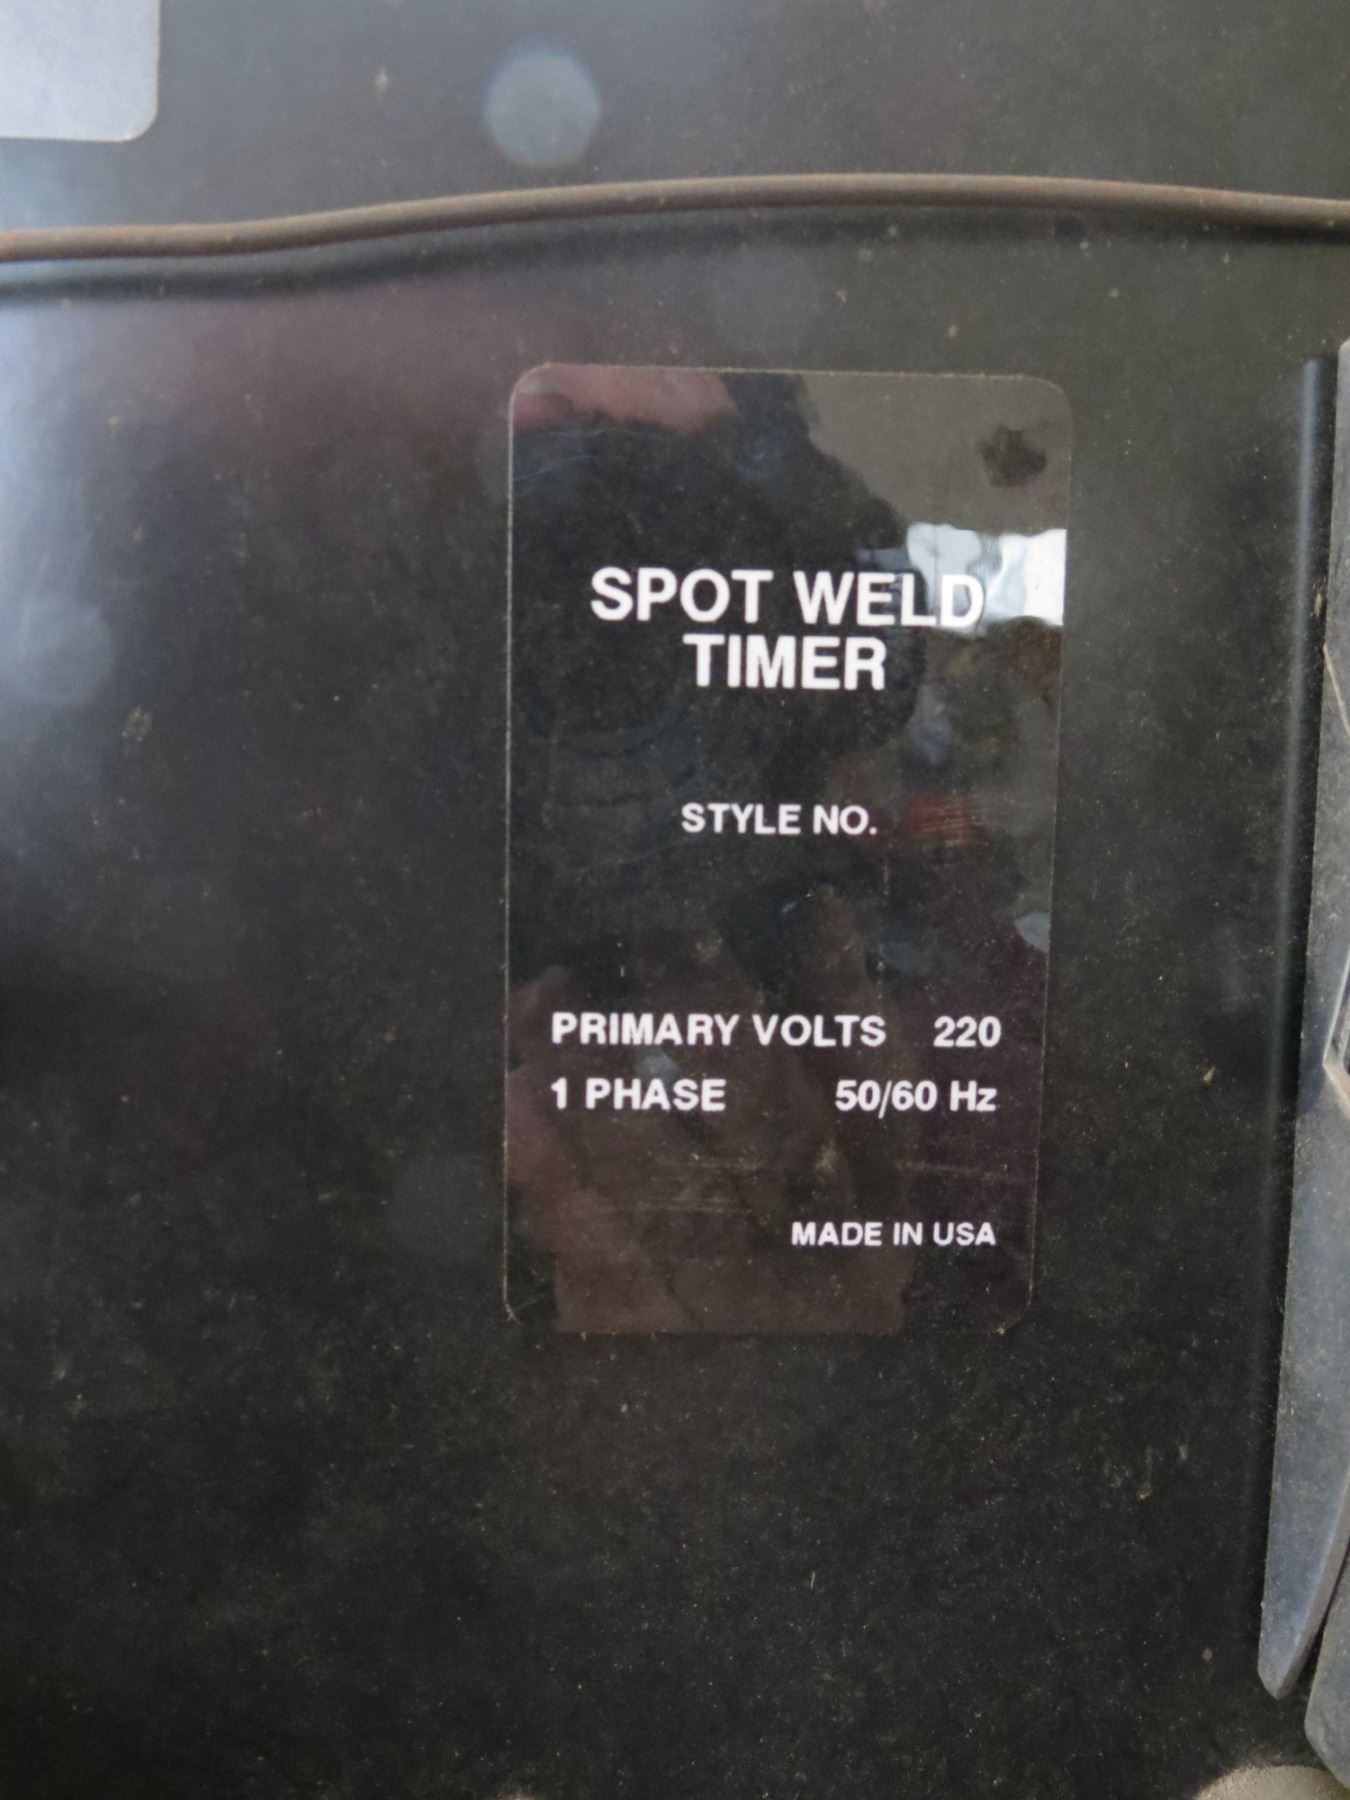 SPOT WELD
TIMER
STYLE NO.
PRIMARY VOLTS 220
1 PHASE 50/60 Hz
MADE IN USA